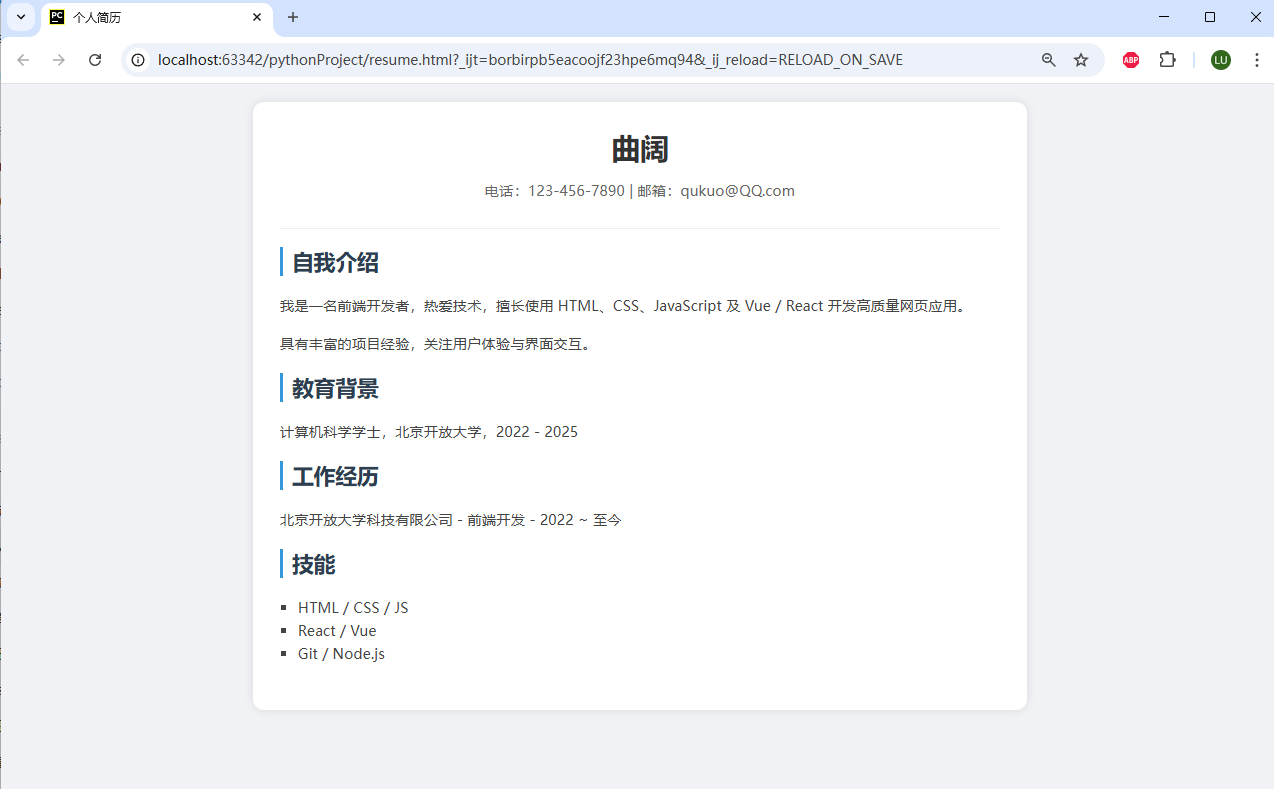 个人简历
localhost:63342/pythonProject/resume.html?_ijt=borbirpb5eacoojf23hpe6mq94&_ij_reload=RELOAD_ON_SAVE
ABP
LU
曲阔
电话：123-456-7890 | 邮箱：qukuo@QQ.com
自我介绍
我是一名前端开发者，热爱技术，擅长使用 HTML、CSS、JavaScript 及 Vue / React 开发高质量网页应用。
具有丰富的项目经验，关注用户体验与界面交互。
教育背景
计算机科学学士，北京开放大学，2022 - 2025
工作经历
北京开放大学科技有限公司 - 前端开发 - 2022 ~ 至今
技能
HTML / CSS / JS
React / Vue
Git / Node.js